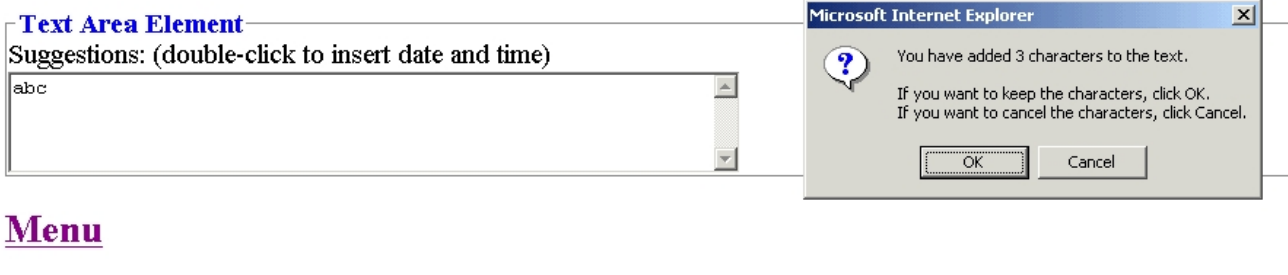 Text Area Element
Suggestions: (double-click to insert date and time)
abc
Microsoft Internet Explorer
You have added 3 characters to the text.
If you want to keep the characters, click OK.
If you want to cancel the characters, click Cancel.
OK Cancel
Menu